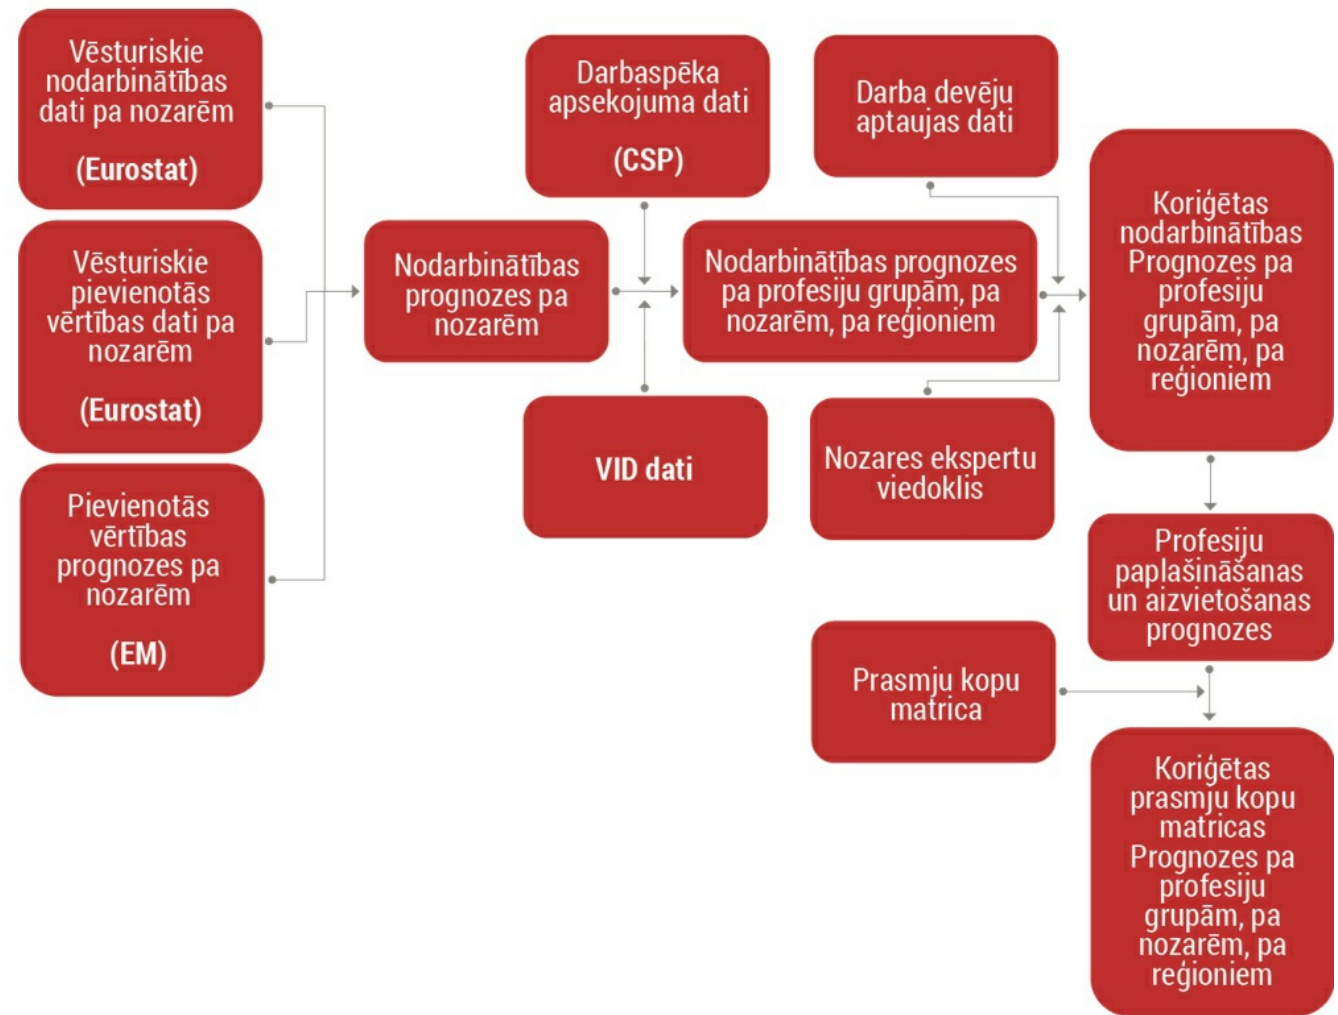 Vēsturiskie
nodarbinātības
dati pa nozarēm
(Eurostat)
Vēsturiskie
pievienotās
vērtības dati pa
nozarēm
(Eurostat)
Pievienotās
vērtības
prognozes pa
nozarēm
(EM)
Nodarbinātības
prognozes pa
nozarēm
Darbaspēka
apsekojuma dati
(CSP)
VID dati
Nodarbinātības prognozes
pa profesiju grupām, pa
nozarēm, pa reģioniem
Darba devēju
aptaujas dati
Nozares ekspertu
viedoklis
Koriģētas
nodarbinātības
Prognozes pa
profesiju
grupām, pa
nozarēm, pa
reģioniem
Profesiju
paplašināšanas
un aizvietošanas
prognozes
Prasmju kopu
matrica
Koriģētas
prasmju kopu
matricas
Prognozes pa
profesiju
grupām, pa
nozarēm, pa
reģioniem